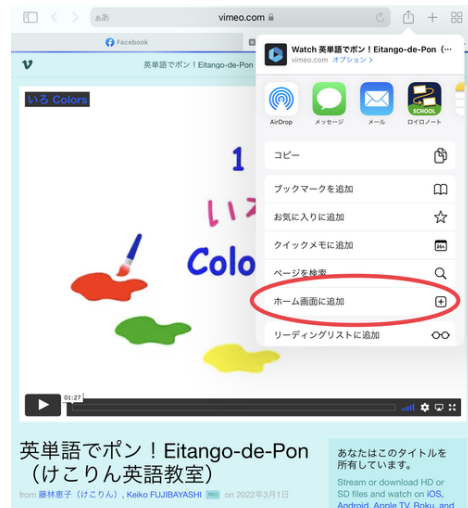 ぁあ
vimeo.com
Facebook
英単語でポン！Eitango-de-Pon
Watch 英単語でポン！Eitango-de-Pon（…
vimeo.com オプション >
AirDrop
メッセージ
メール
SCHOOL
ロイロノート
コピー
ブックマークを追加
お気に入りに追加
クイックメモに追加
ページを検索
ホーム画面に追加
リーディングリストに追加
いろ Colors
1
いろ
Colo
01:27
英単語でポン！Eitango-de-Pon
（けこりん英語教室）
from 藤林恵子（けこりん）, Keiko FUJIBAYASHI PRO on 2022年3月1日
あなたはこのタイトルを
所有しています。
Stream or download HD or
SD files and watch on iOS,
Android, Apple TV, Roku, and